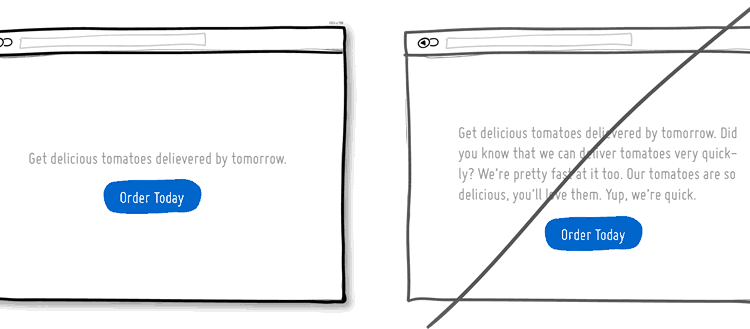 Get delicious tomatoes delievered by tomorrow.
Order Today
Get delicious tomatoes delievered by tomorrow. Did
you know that we can deliver tomatoes very quick-
ly? We're pretty fast at it too. Our tomatoes are so
delicious, you'll love them. Yup, we're quick.
Order Today